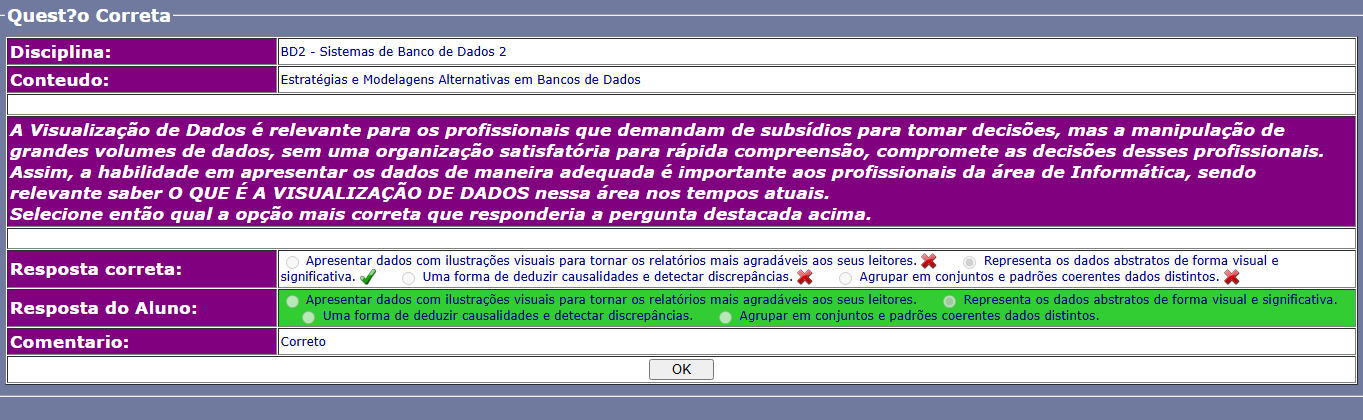 Quest?o Correta
Disciplina: BD2 - Sistemas de Banco de Dados 2
Conteudo: Estratégias e Modelagens Alternativas em Bancos de Dados
A Visualização de Dados é relevante para os profissionais que demandam de subsídios para tomar decisões, mas a manipulação de
grandes volumes de dados, sem uma organização satisfatória para rápida compreensão, compromete as decisões desses profissionais.
Assim, a habilidade em apresentar os dados de maneira adequada é importante aos profissionais da área de Informática, sendo
relevante saber O QUE É A VISUALIZAÇÃO DE DADOS nessa área nos tempos atuais.
Selecione então qual a opção mais correta que responderia a pergunta destacada acima.
Resposta correta:
Apresentar dados com ilustrações visuais para tornar os relatórios mais agradáveis aos seus leitores. Representa os dados abstratos de forma visual e
significativa. Uma forma de deduzir causalidades e detectar discrepâncias. Agrupar em conjuntos e padrões coerentes dados distintos.
Resposta do Aluno:
Apresentar dados com ilustrações visuais para tornar os relatórios mais agradáveis aos seus leitores. Representa os dados abstratos de forma visual e significativa.
Uma forma de deduzir causalidades e detectar discrepâncias. Agrupar em conjuntos e padrões coerentes dados distintos.
Comentario: Correto
OK